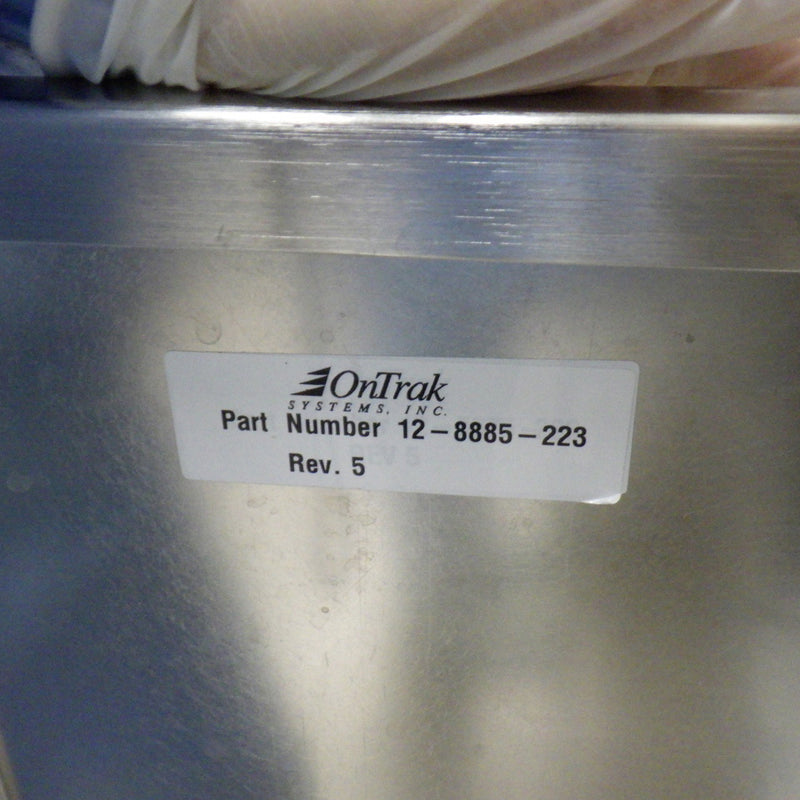 OnTrak
SYSTEMS, INC.
Part Number 12-8885-223
Rev. 5